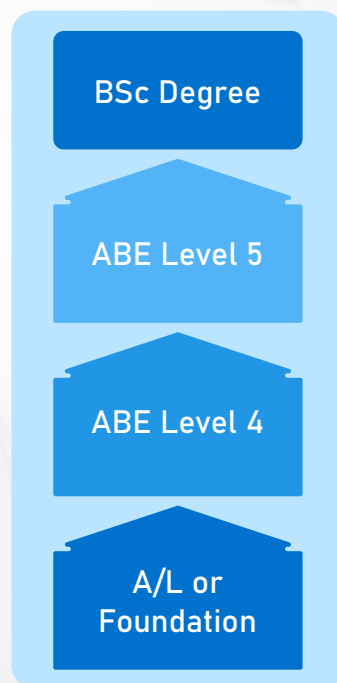 BSc Degree
ABE Level 5
ABE Level 4
A/L or
Foundation